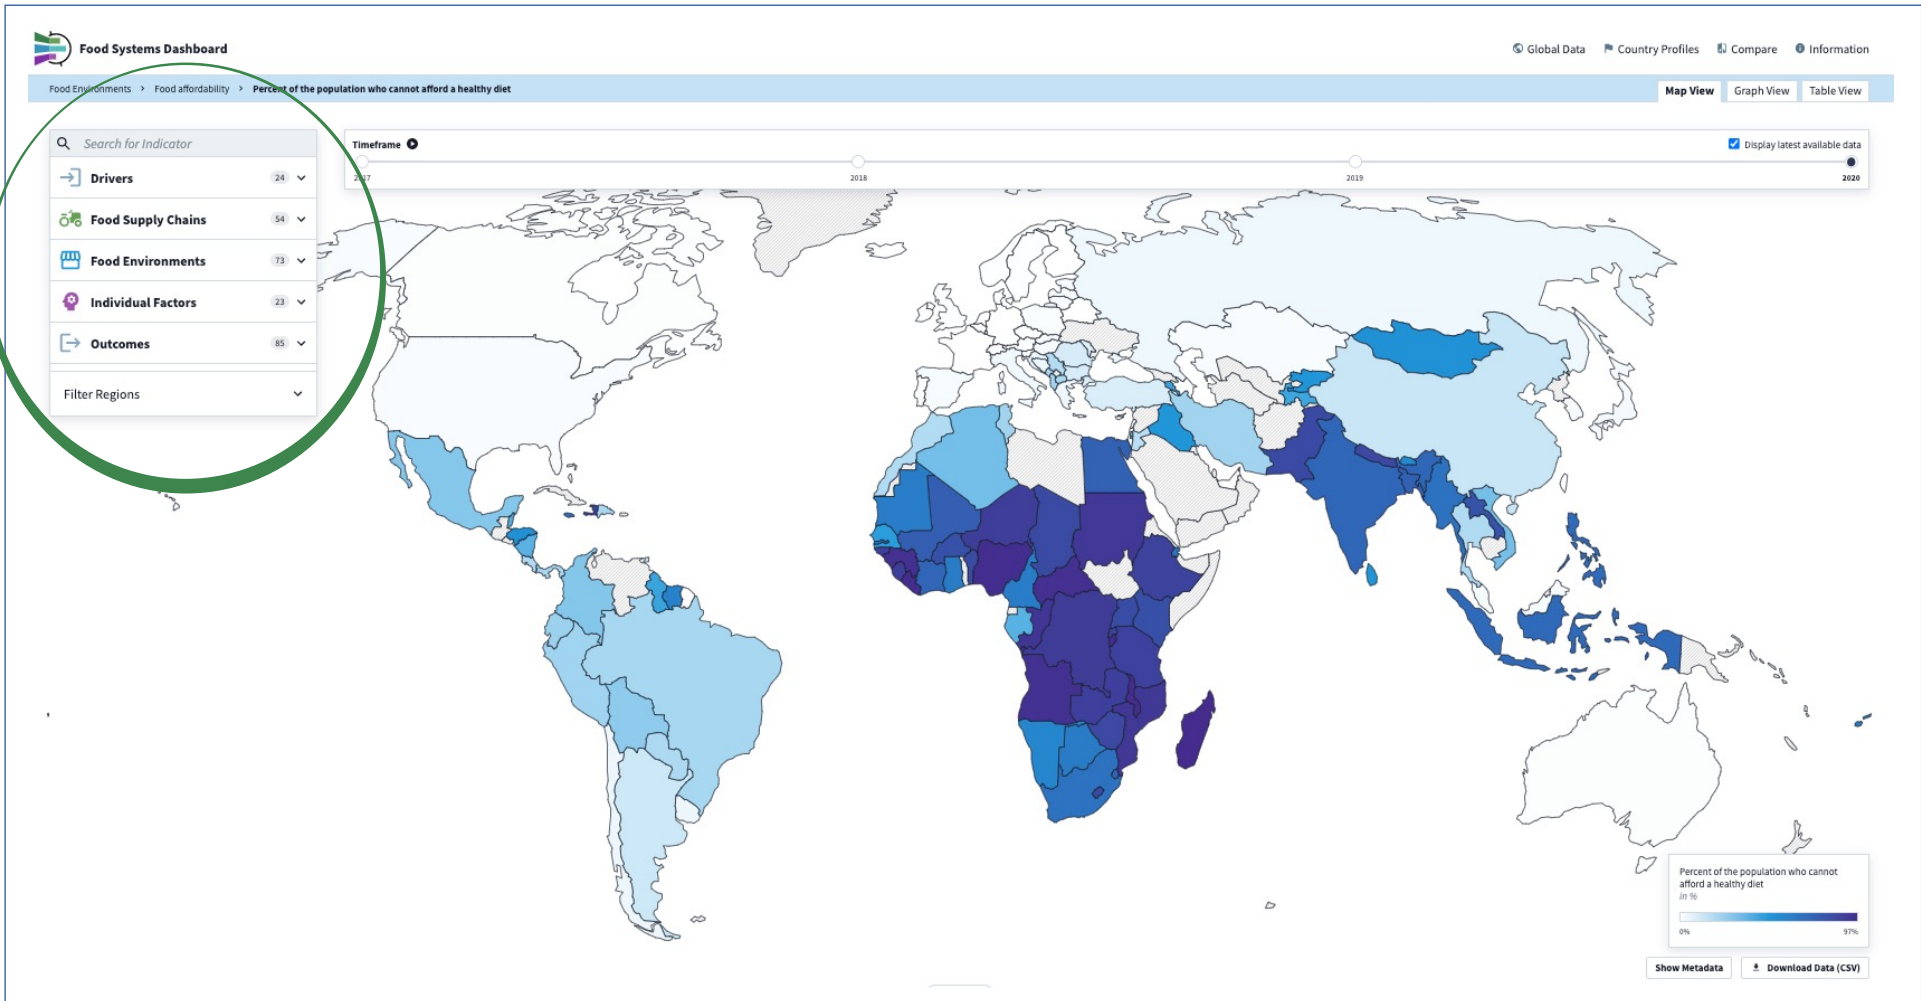 Food Systems Dashboard
Global Data
Country Profiles
Compare
Information
Food Environments > Food affordability > Percent of the population who cannot afford a healthy diet
Map View
Graph View
Table View
Search for Indicator
Drivers 24
Food Supply Chains 54
Food Environments 73
Individual Factors 23
Outcomes 85
Filter Regions
Timeframe
Display latest available data
2017
2018
2019
2020
Percent of the population who cannot
afford a healthy diet
in %
0%
97%
Show Metadata
Download Data (CSV)